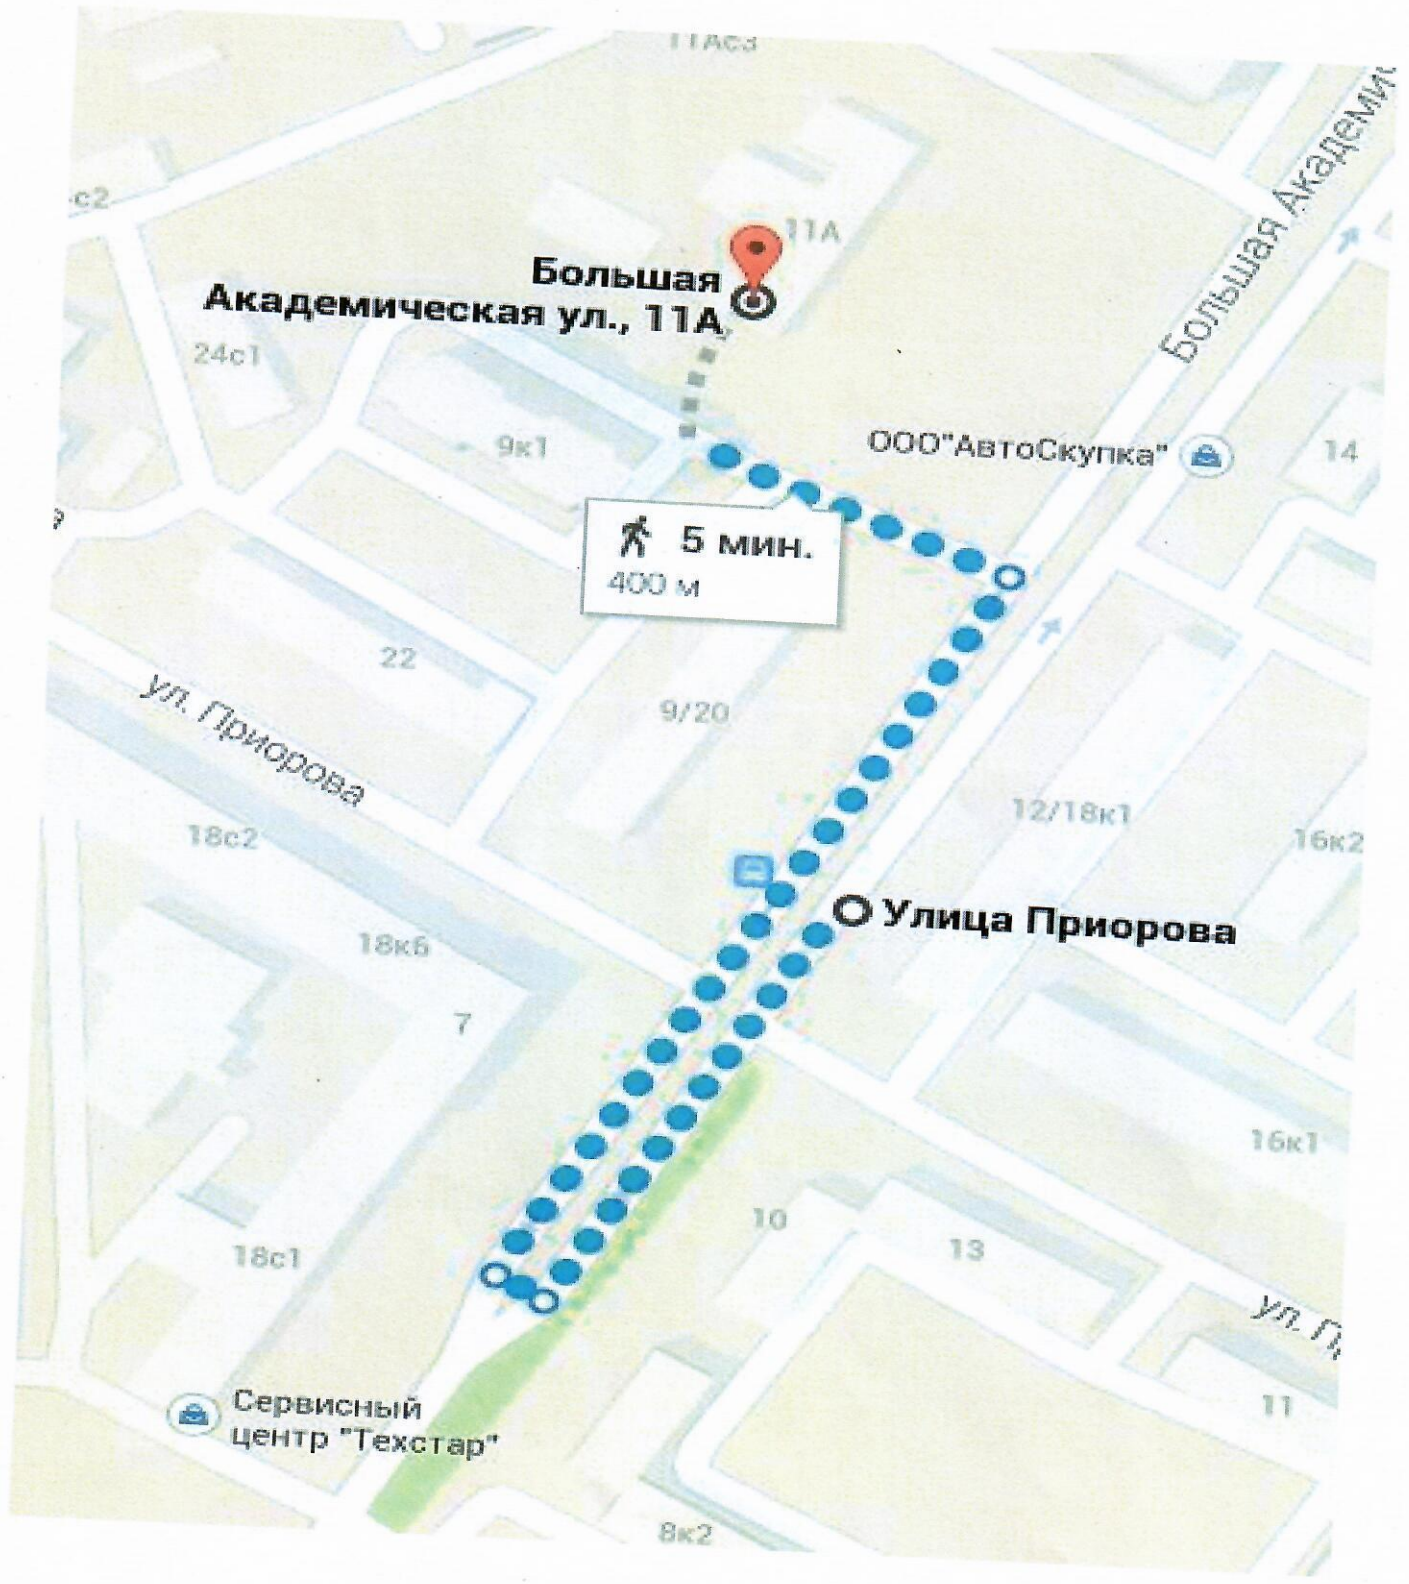 11Ас3
с2
11А
Большая
Академическая ул., 11А
Большая Академи
24с1
9к1
ООО"АвтоСкупка"
14
5 мин.
400 м
22
9/20
ул. Приорова
12/18к1
16к2
18с2
Улица Приорова
18к6
7
16к1
10
13
18с1
ул. П
11
Сервисный
центр "Техстар"
8к2